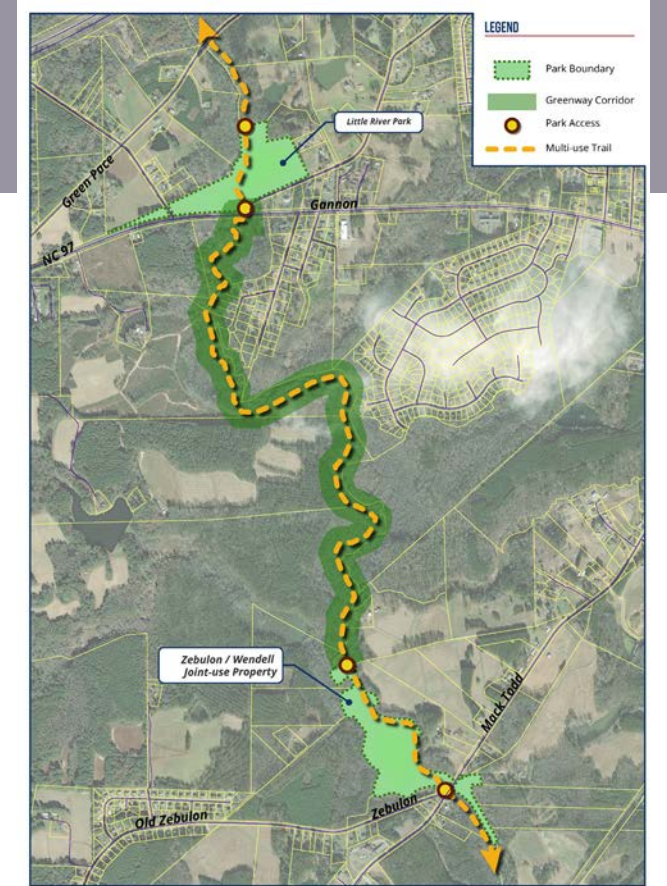 LEGEND
Park Boundary
Greenway Corridor
Park Access
Multi-use Trail
Little River Park
Green Pace
Gannon
NC 97
Zebulon / Wendell
Joint-use Property
Mack Todd
Zebulon
Old Zebulon